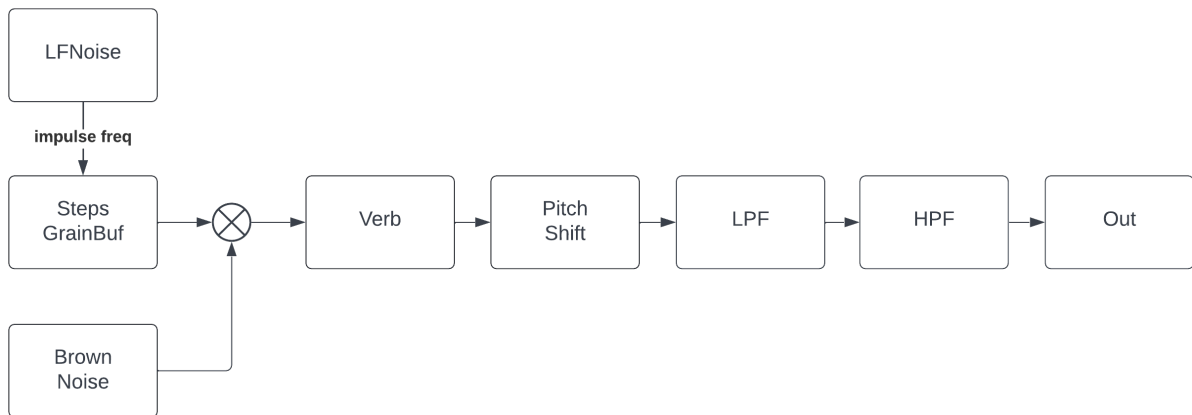 LFNoise
impulse freq
Steps
GrainBuf
Verb
Pitch
Shift
LPF
HPF
Out
Brown
Noise